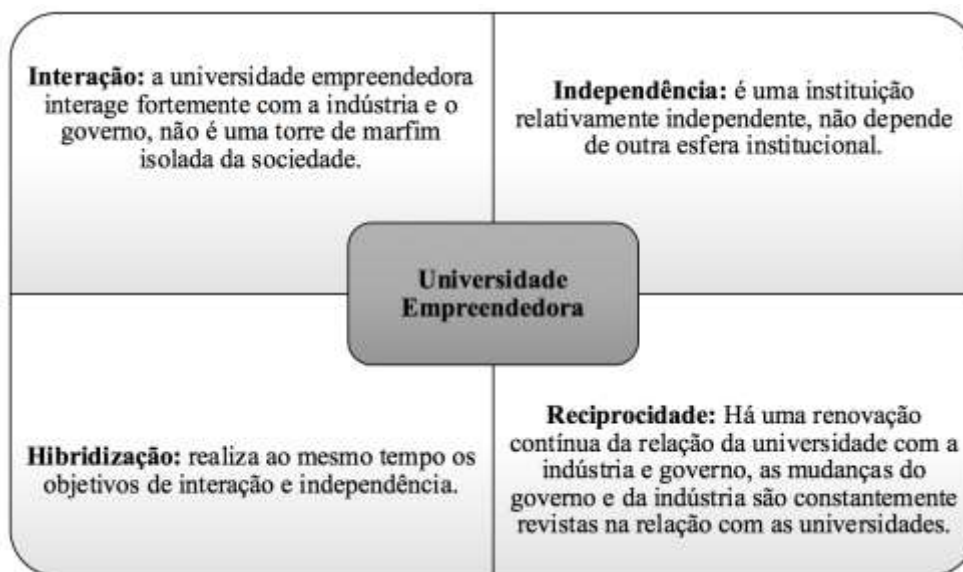 Interação: a universidade empreendedora
interage fortemente com a indústria e o
governo, não é uma torre de marfim
isolada da sociedade.
Independência: é uma instituição
relativamente independente, não depende
de outra esfera institucional.
Universidade
Empreendedora
Hibridização: realiza ao mesmo tempo os
objetivos de interação e independência.
Reciprocidade: Há uma renovação
contínua da relação da universidade com a
indústria e governo, as mudanças do
governo e da indústria são constantemente
revistas na relação com as universidades.